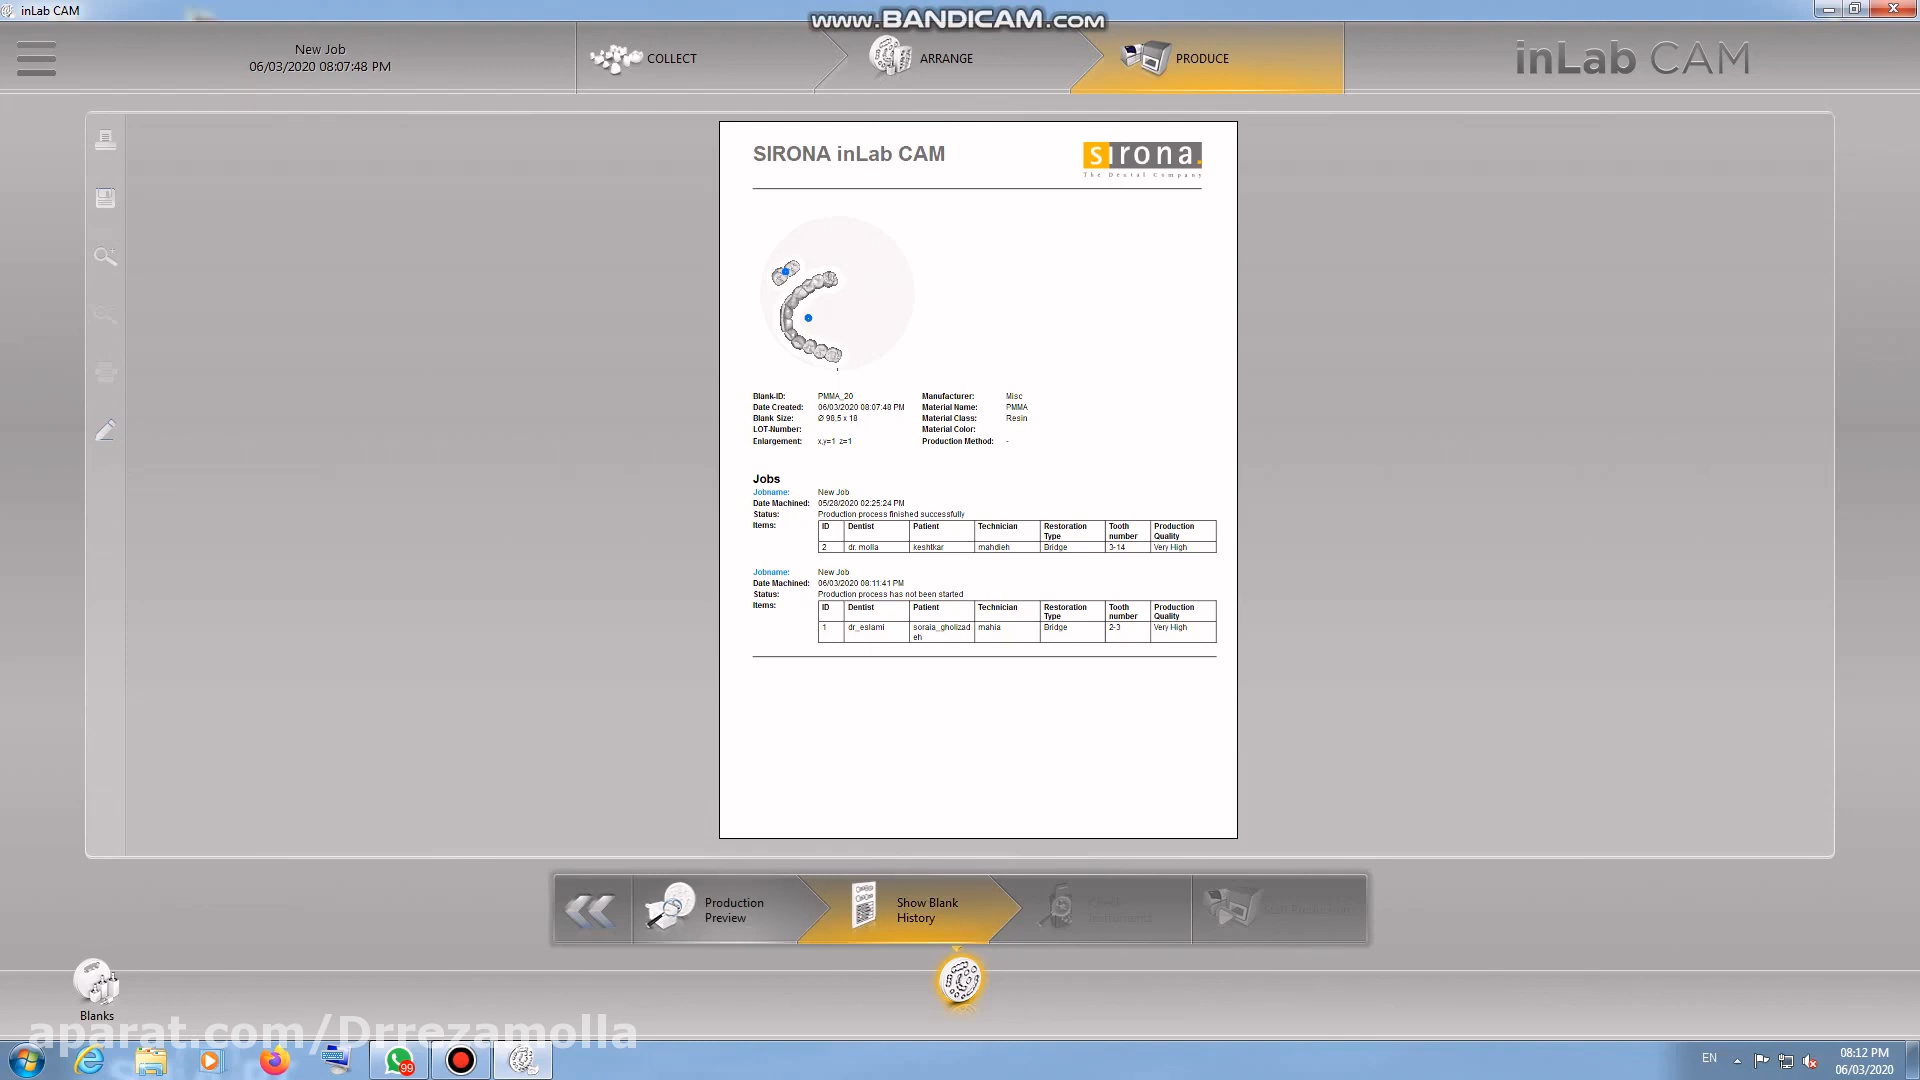 inLab CAM
www.BANDICAM.com
New Job
06/03/2020 08:07:48 PM
COLLECT
ARRANGE
PRODUCE
inLab CAM
SIRONA inLab CAM
sirona.
The Dental Company
Blank-ID: PMMA_20 Manufacturer: Misc
Date Created: 06/03/2020 08:07:48 PM Material Name: PMMA
Blank Size: Ø 98.5 x 18 Material Class: Resin
LOT-Number: Material Color:
Enlargement: x,y=1 z=1 Production Method: -
Jobs
Jobname: New Job
Date Machined: 05/28/2020 02:25:24 PM
Status: Production process finished successfully
Items: ID Dentist Patient Technician Restoration Tooth Production
Type number Quality
2 dr. molla keshtkar mahdieh Bridge 3-14 Very High
Jobname: New Job
Date Machined: 06/03/2020 08:11:41 PM
Status: Production process has not been started
Items: ID Dentist Patient Technician Restoration Tooth Production
Type number Quality
1 dr_eslami soraia_gholizad mahia Bridge 2-3 Very High
eh
Production
Preview
Show Blank
History
Start Production
Blanks
aparat.com/Drrezamolla
99
EN
08:12 PM
06/03/2020